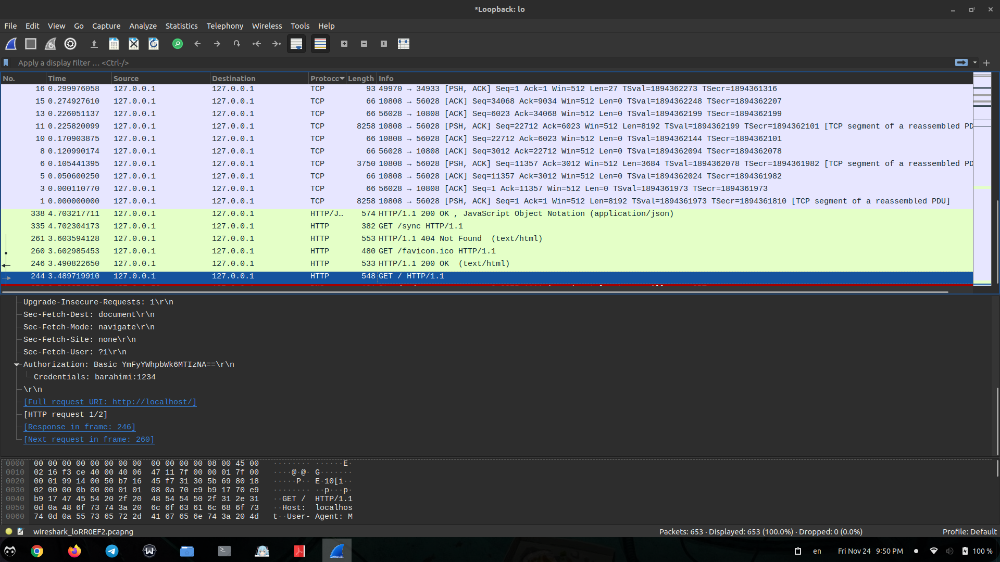 *Loopback: lo
File Edit View Go Capture Analyze Statistics Telephony Wireless Tools Help
Apply a display filter … <Ctrl-/>
No. Time Source Destination Protoco Length Info
16 0.299976058 127.0.0.1 127.0.0.1 TCP 93 49970 → 34933 [PSH, ACK] Seq=1 Ack=1 Win=512 Len=27 TSval=1894362273 TSecr=1894361316
15 0.274927610 127.0.0.1 127.0.0.1 TCP 66 10808 → 56028 [ACK] Seq=34068 Ack=9034 Win=512 Len=0 TSval=1894362248 TSecr=1894362207
13 0.226051137 127.0.0.1 127.0.0.1 TCP 66 56028 → 10808 [ACK] Seq=6023 Ack=34068 Win=512 Len=0 TSval=1894362199 TSecr=1894362199
11 0.225820099 127.0.0.1 127.0.0.1 TCP 8258 10808 → 56028 [PSH, ACK] Seq=22712 Ack=6023 Win=512 Len=8192 TSval=1894362199 TSecr=1894362101 [TCP segment of a reassembled PD
10 0.170903875 127.0.0.1 127.0.0.1 TCP 66 10808 → 56028 [ACK] Seq=22712 Ack=6023 Win=512 Len=0 TSval=1894362144 TSecr=1894362101
8 0.120990174 127.0.0.1 127.0.0.1 TCP 66 56028 → 10808 [ACK] Seq=3012 Ack=22712 Win=512 Len=0 TSval=1894362094 TSecr=1894362078
6 0.105441395 127.0.0.1 127.0.0.1 TCP 3750 10808 → 56028 [PSH, ACK] Seq=11357 Ack=3012 Win=512 Len=3684 TSval=1894362078 TSecr=1894361982 [TCP segment of a reassembled PD
5 0.050600250 127.0.0.1 127.0.0.1 TCP 66 10808 → 56028 [ACK] Seq=11357 Ack=3012 Win=512 Len=0 TSval=1894362024 TSecr=1894361982
3 0.000110770 127.0.0.1 127.0.0.1 TCP 66 56028 → 10808 [ACK] Seq=1 Ack=11357 Win=512 Len=0 TSval=1894361973 TSecr=1894361973
1 0.000000000 127.0.0.1 127.0.0.1 TCP 8258 10808 → 56028 [PSH, ACK] Seq=1 Ack=1 Win=512 Len=8192 TSval=1894361973 TSecr=1894361810 [TCP segment of a reassembled PDU]
338 4.703217711 127.0.0.1 127.0.0.1 HTTP/J… 574 HTTP/1.1 200 OK , JavaScript Object Notation (application/json)
335 4.702304173 127.0.0.1 127.0.0.1 HTTP 382 GET /sync HTTP/1.1
261 3.603594128 127.0.0.1 127.0.0.1 HTTP 553 HTTP/1.1 404 Not Found (text/html)
260 3.602985453 127.0.0.1 127.0.0.1 HTTP 480 GET /favicon.ico HTTP/1.1
246 3.490822650 127.0.0.1 127.0.0.1 HTTP 533 HTTP/1.1 200 OK (text/html)
244 3.489719910 127.0.0.1 127.0.0.1 HTTP 548 GET / HTTP/1.1
Upgrade-Insecure-Requests: 1\r\n
Sec-Fetch-Dest: document\r\n
Sec-Fetch-Mode: navigate\r\n
Sec-Fetch-Site: none\r\n
Sec-Fetch-User: ?1\r\n
Authorization: Basic YmFyYWhpbWk6MTIzNA==\r\n
Credentials: barahimi:1234
\r\n
[Full request URI: http://localhost/]
[HTTP request 1/2]
[Response in frame: 246]
[Next request in frame: 260]
0000 00 00 00 00 00 00 00 00 00 00 00 00 08 00 45 00 ········ ······E·
0010 02 16 f3 ce 40 00 40 06 47 11 7f 00 00 01 7f 00 ····@·@· G·······
0020 00 01 99 14 00 50 b7 16 45 f7 31 30 5b 69 80 18 ·····P·· E·10[i··
0030 02 00 00 0b 00 00 01 01 08 0a 70 e9 b9 17 70 e9 ········ ··p···p·
0040 b9 17 47 45 54 20 2f 20 48 54 54 50 2f 31 2e 31 ··GET / HTTP/1.1
0050 0d 0a 48 6f 73 74 3a 20 6c 6f 63 61 6c 68 6f 73 ··Host: localhos
0060 74 0d 0a 55 73 65 72 2d 41 67 65 6e 74 3a 20 4d t··User- Agent: M
wireshark_loRR0EF2.pcapng Packets: 653 · Displayed: 653 (100.0%) · Dropped: 0 (0.0%) Profile: Default
en Fri Nov 24 9:50 PM 100 %